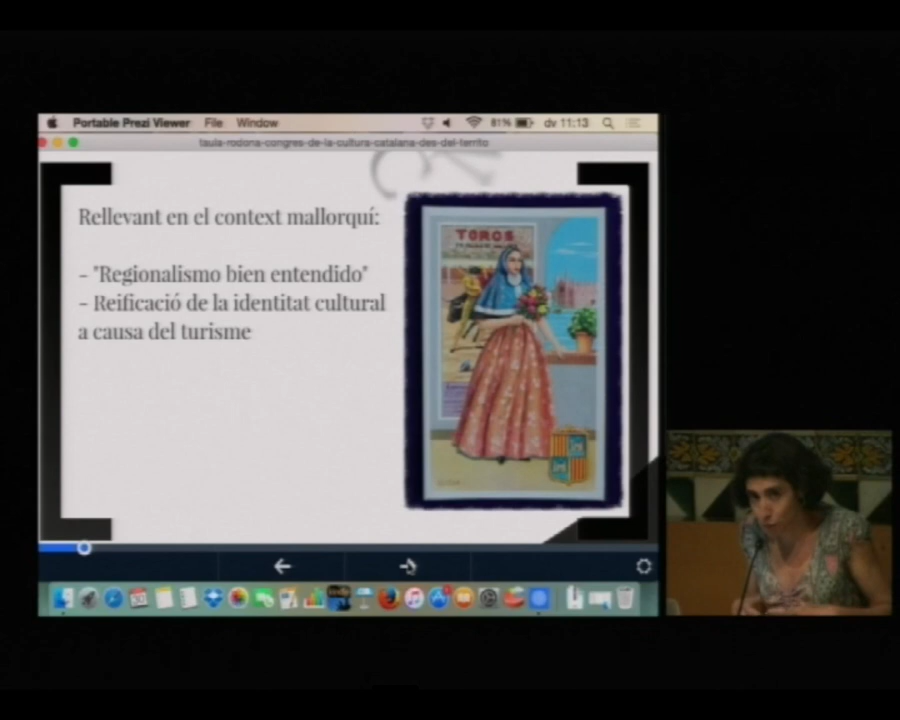 Portable Prezi Viewer File Window 81% dv 11:13
taula-rodona-congres-de-la-cultura-catalana-des-del-territo
Rellevant en el context mallorquí:
- "Regionalismo bien entendido"
- Reificació de la identitat cultural
a causa del turisme
TOROS